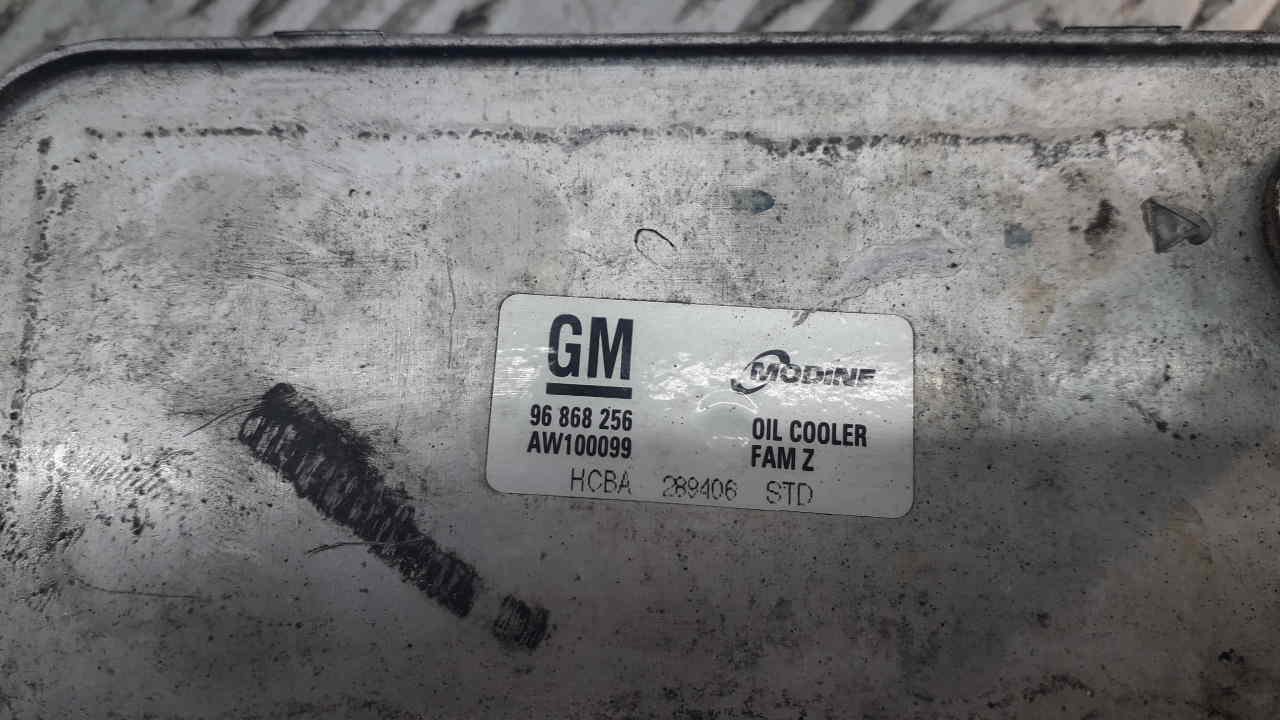 GM
MODINE
96 868 256
OIL COOLER
AW100099
FAM Z
HCBA 289406 STD